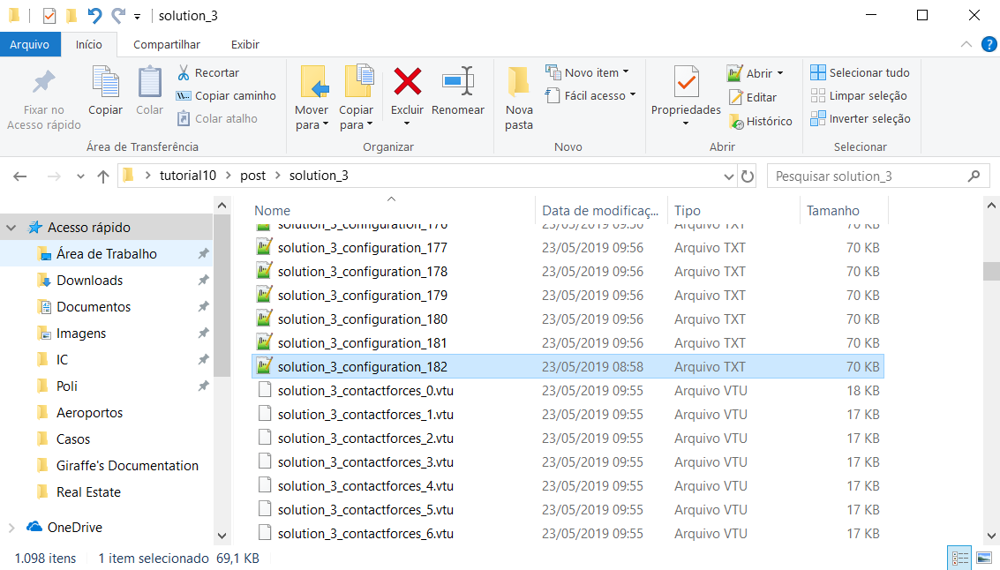 solution_3
Arquivo Início Compartilhar Exibir
Fixar no Acesso rápido
Copiar
Colar
Recortar
Copiar caminho
Colar atalho
Área de Transferência
Mover para
Copiar para
Excluir
Renomear
Organizar
Nova pasta
Novo item
Fácil acesso
Novo
Propriedades
Abrir
Editar
Histórico
Abrir
Selecionar tudo
Limpar seleção
Inverter seleção
Selecionar
tutorial10 > post > solution_3
Pesquisar solution_3
Acesso rápido
Área de Trabalho
Downloads
Documentos
Imagens
IC
Poli
Aeroportos
Casos
Giraffe's Documentation
Real Estate
OneDrive
Nome Data de modificaç... Tipo Tamanho
solution_3_configuration_176 23/05/2019 09:56 Arquivo TXT 70 KB
solution_3_configuration_177 23/05/2019 09:56 Arquivo TXT 70 KB
solution_3_configuration_178 23/05/2019 09:56 Arquivo TXT 70 KB
solution_3_configuration_179 23/05/2019 09:56 Arquivo TXT 70 KB
solution_3_configuration_180 23/05/2019 09:56 Arquivo TXT 70 KB
solution_3_configuration_181 23/05/2019 09:56 Arquivo TXT 70 KB
solution_3_configuration_182 23/05/2019 08:58 Arquivo TXT 70 KB
solution_3_contactforces_0.vtu 23/05/2019 09:55 Arquivo VTU 18 KB
solution_3_contactforces_1.vtu 23/05/2019 09:55 Arquivo VTU 17 KB
solution_3_contactforces_2.vtu 23/05/2019 09:55 Arquivo VTU 17 KB
solution_3_contactforces_3.vtu 23/05/2019 09:55 Arquivo VTU 17 KB
solution_3_contactforces_4.vtu 23/05/2019 09:55 Arquivo VTU 17 KB
solution_3_contactforces_5.vtu 23/05/2019 09:55 Arquivo VTU 17 KB
solution_3_contactforces_6.vtu 23/05/2019 09:55 Arquivo VTU 17 KB
1.098 itens 1 item selecionado 69,1 KB